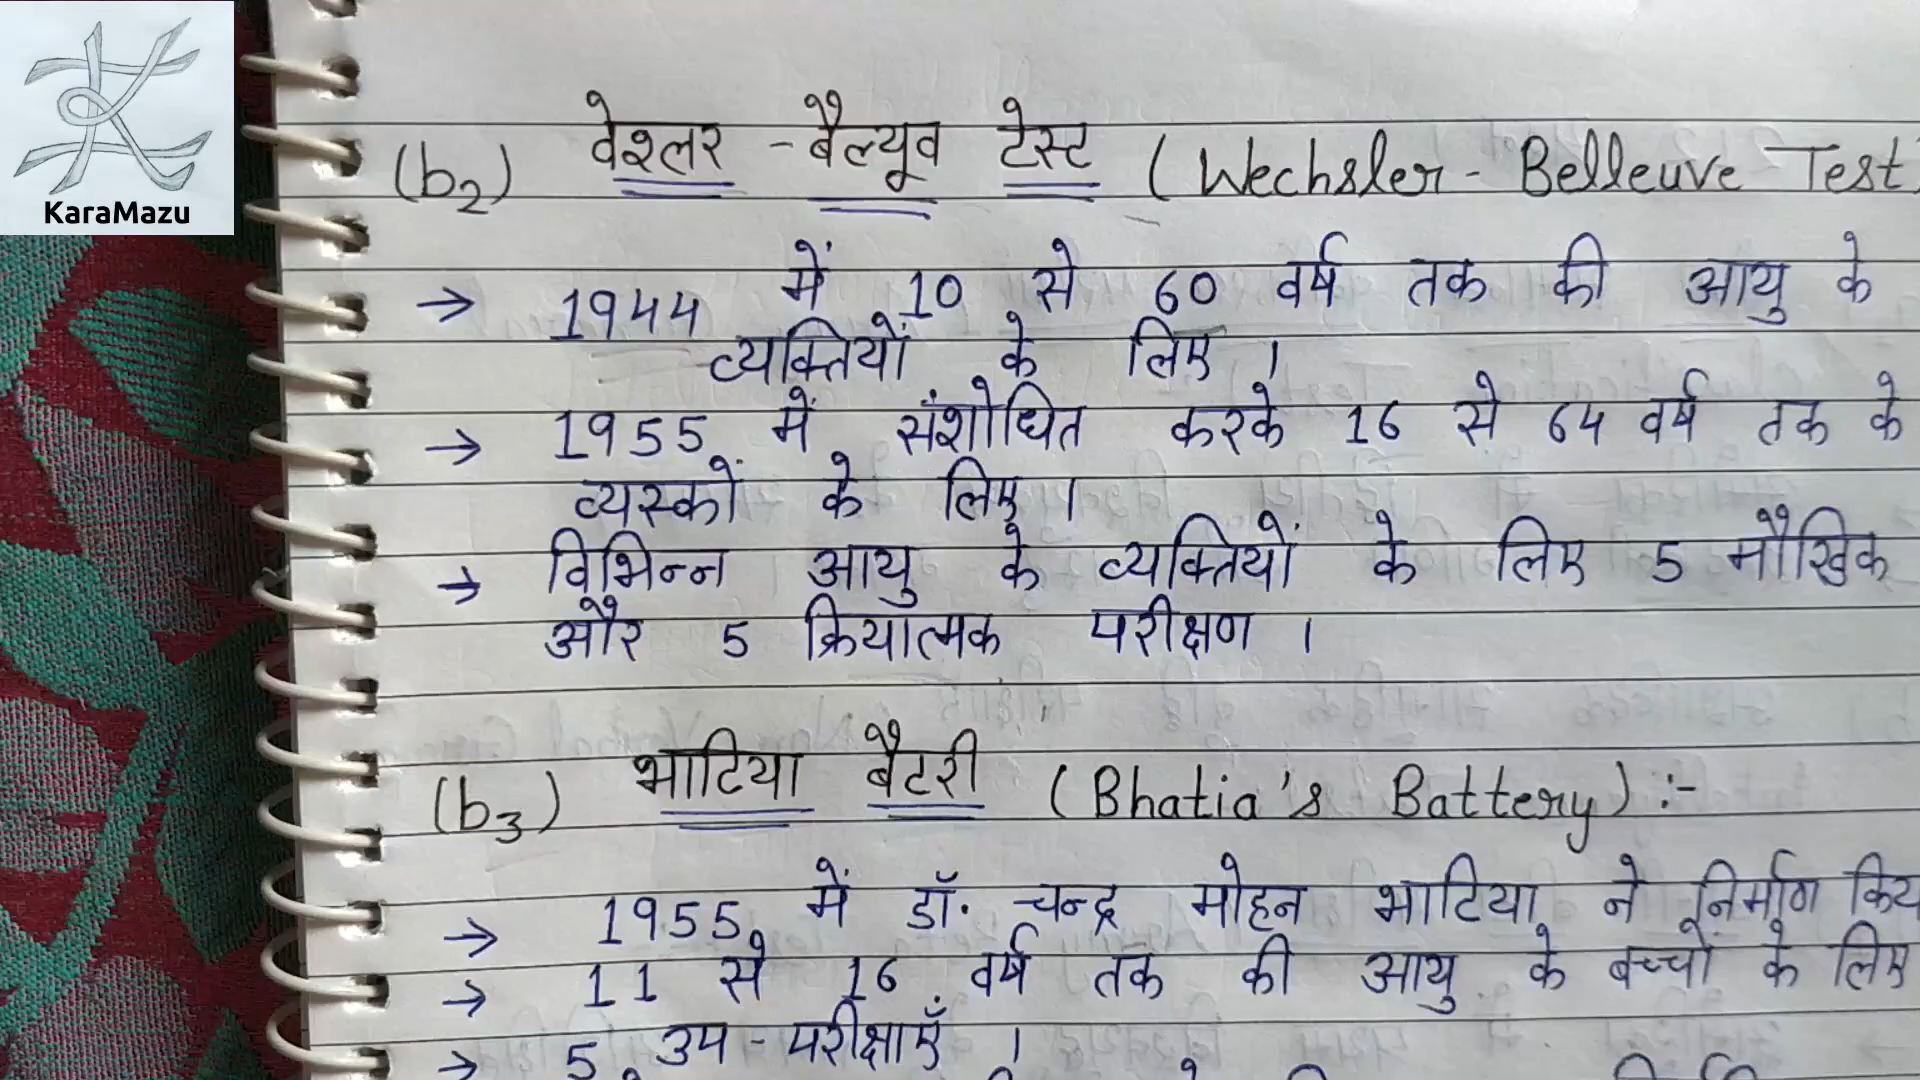 KaraMazu
(b2) वेश्लर - बैल्यूव टेस्ट (Wechsler - Belleuve Test)
→ 1944 में 10 से 60 वर्ष तक की आयु के
व्यक्तियों के लिए ।
→ 1955 में संशोधित करके 16 से 64 वर्ष तक के
व्यस्कों के लिए ।
→ विभिन्न आयु के व्यक्तियों के लिए 5 मौखिक
और 5 क्रियात्मक परीक्षण ।
(b3) भाटिया बैटरी (Bhatia's Battery) :-
→ 1955 में डॉ. चन्द्र मोहन भाटिया ने निर्माण किय
→ 11 से 16 वर्ष तक की आयु के बच्चों के लिए
→ 5 उप - परीक्षाएँ ।